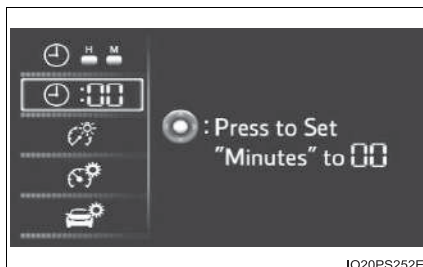 H M
:00
: Press to Set
"Minutes" to 00
IO20PS252E